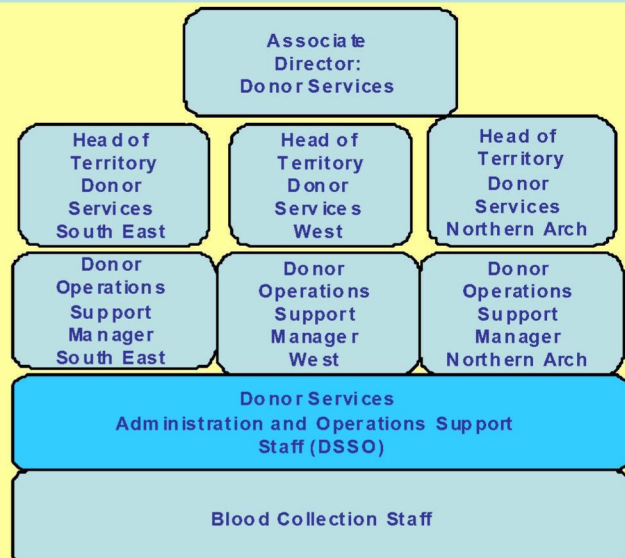 Associate
Director:
Donor Services
Head of
Territory
Donor
Services
South East
Head of
Territory
Donor
Services
West
Head of
Territory
Donor
Services
Northern Arch
Donor
Operations
Support
Manager
South East
Donor
Operations
Support
Manager
West
Donor
Operations
Support
Manager
Northern Arch
Donor Services
Administration and Operations Support
Staff (DSSO)
Blood Collection Staff